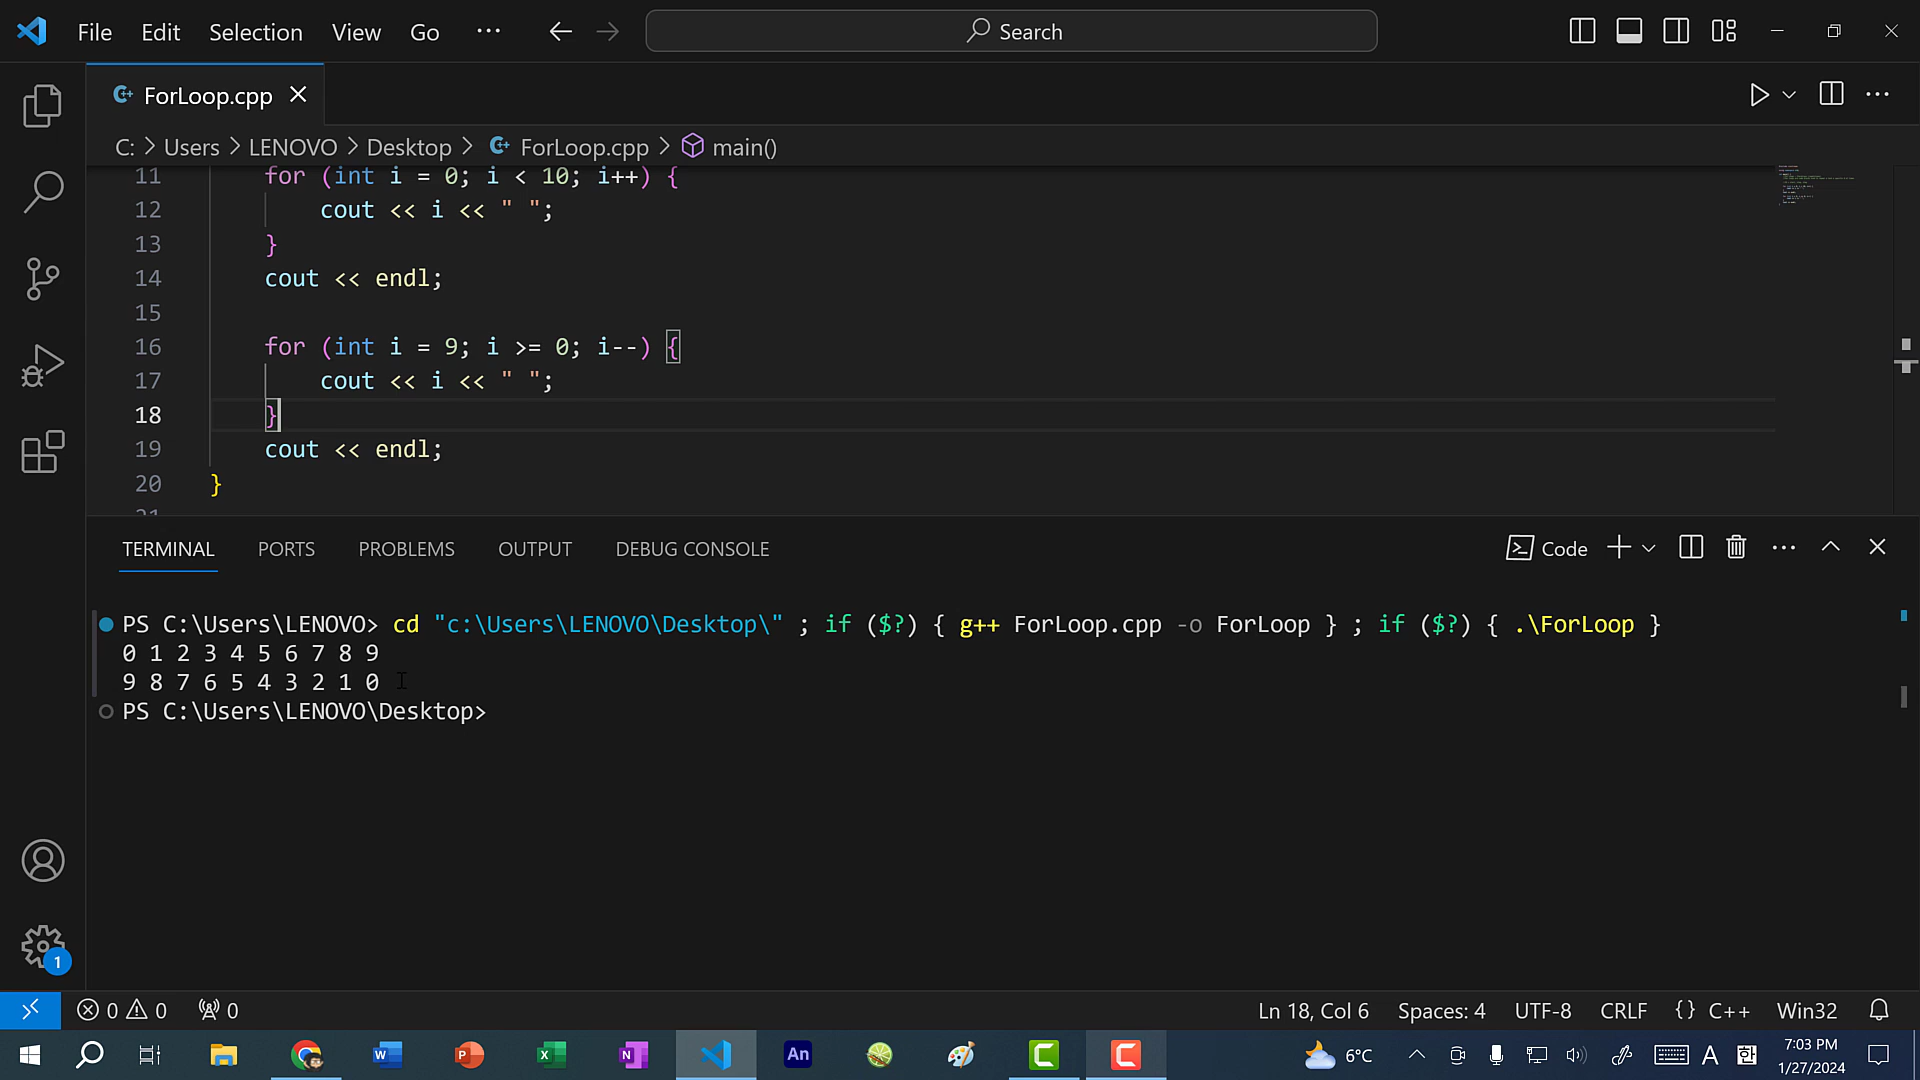 File Edit Selection View Go ··· Search
ForLoop.cpp
C: > Users > LENOVO > Desktop > ForLoop.cpp > main()
11 for (int i = 0; i < 10; i++) {
12 cout << i << " ";
13 }
14 cout << endl;
15
16 for (int i = 9; i >= 0; i--) {
17 cout << i << " ";
18 }
19 cout << endl;
20 }
21
TERMINAL PORTS PROBLEMS OUTPUT DEBUG CONSOLE Code
PS C:\Users\LENOVO> cd "c:\Users\LENOVO\Desktop\" ; if ($?) { g++ ForLoop.cpp -o ForLoop } ; if ($?) { .\ForLoop }
0 1 2 3 4 5 6 7 8 9
9 8 7 6 5 4 3 2 1 0
PS C:\Users\LENOVO\Desktop>
1
0 0 0 Ln 18, Col 6 Spaces: 4 UTF-8 CRLF {} C++ Win32
W P X N An C C 6°C A 한 7:03 PM
1/27/2024